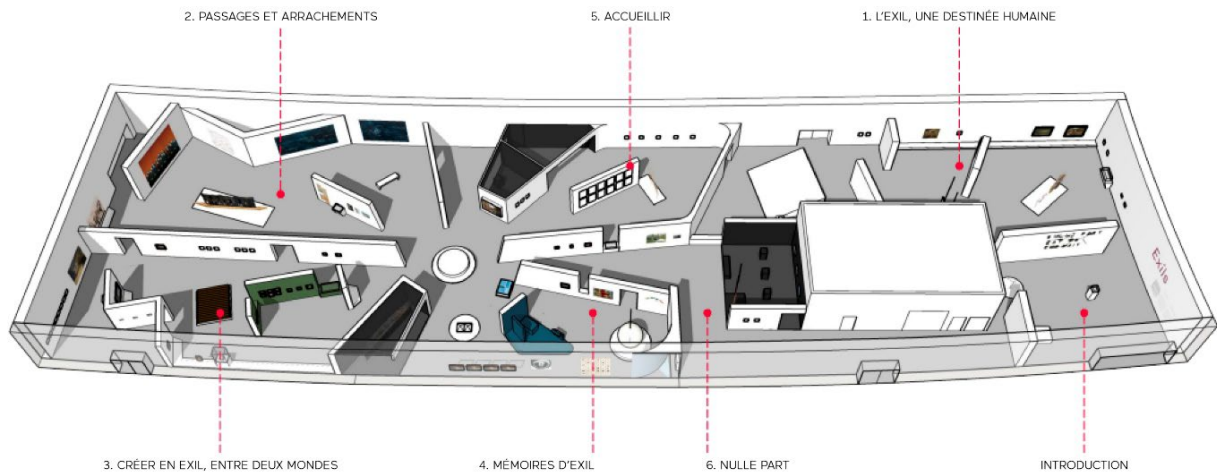 2. PASSAGES ET ARRACHEMENTS
5. ACCUEILLIR
1. L'EXIL, UNE DESTINÉE HUMAINE
Exils
3. CRÉER EN EXIL, ENTRE DEUX MONDES
4. MÉMOIRES D'EXIL
6. NULLE PART
INTRODUCTION